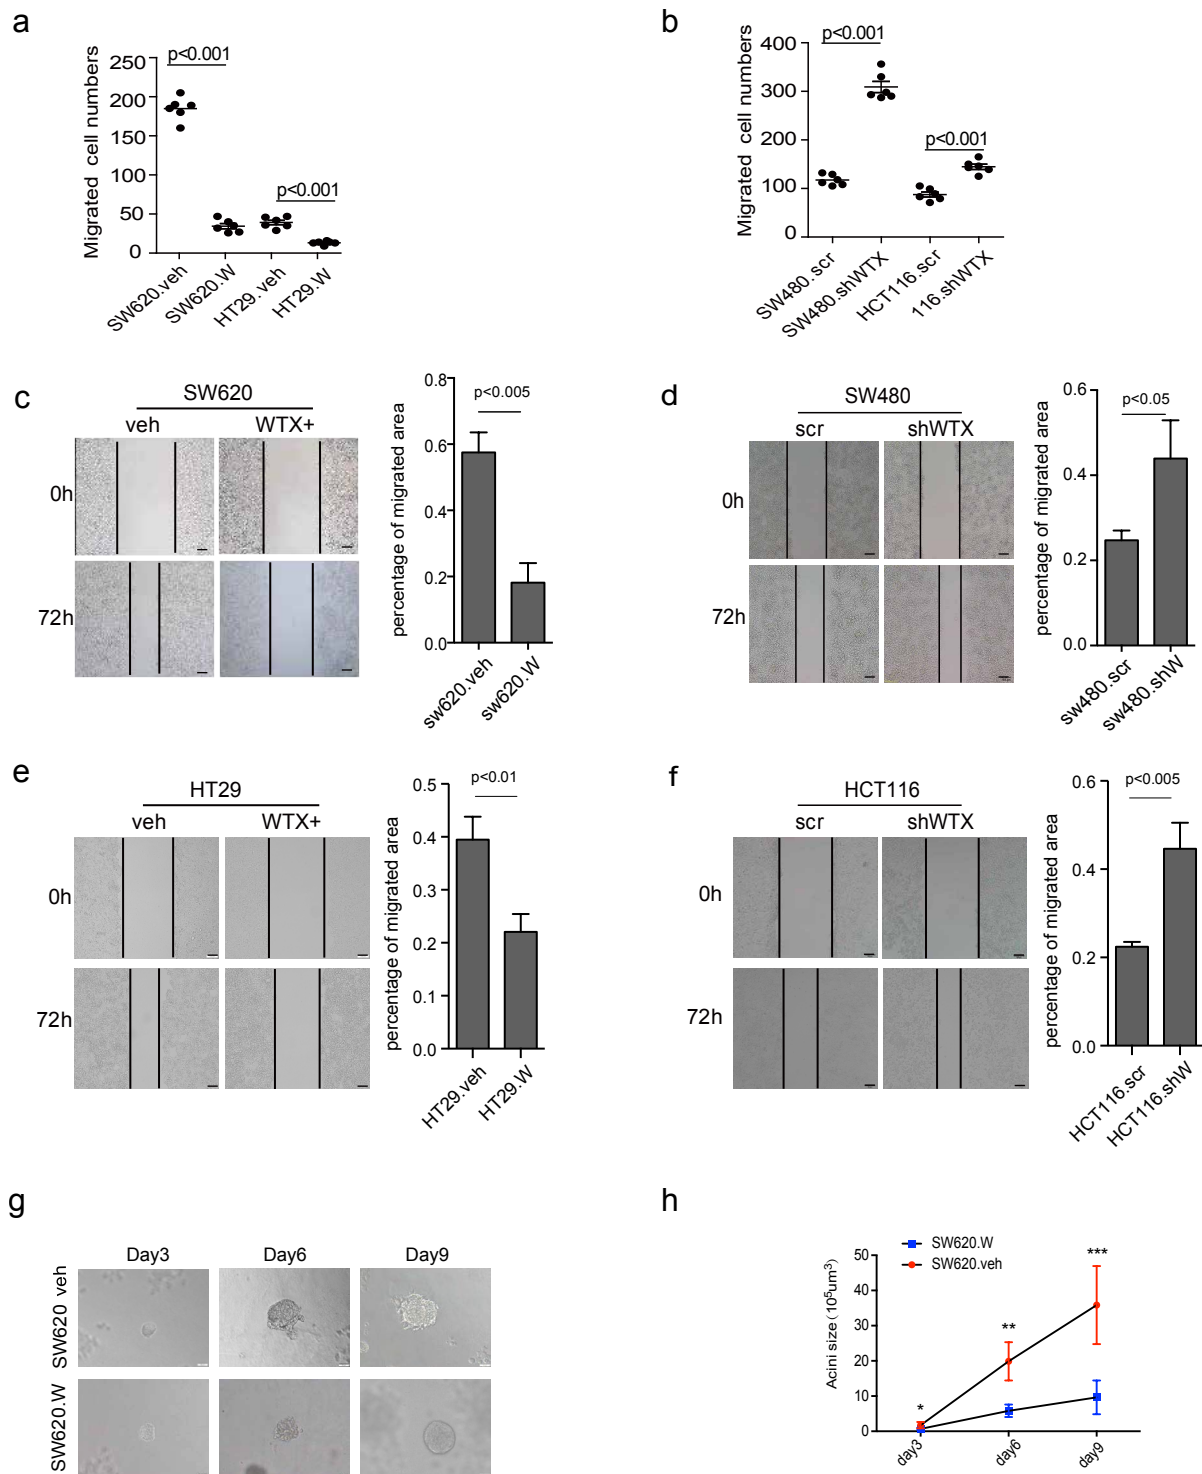 a
Migrated cell numbers
250
200
150
100
50
0
p<0.001
p<0.001
SW620.veh
SW620.W
HT29.veh
HT29.W
b
Migrated cell numbers
400
300
200
100
0
p<0.001
p<0.001
SW480.scr
SW480.shWTX
HCT116.scr
116.shWTX
c
SW620
veh
WTX+
0h
72h
percentage of migrated area
0.8
0.6
0.4
0.2
0.0
p<0.005
sw620.veh
sw620.W
d
SW480
scr
shWTX
0h
72h
percentage of migrated area
0.6
0.4
0.2
0.0
p<0.05
sw480.scr
sw480.shW
e
HT29
veh
WTX+
0h
72h
percentage of migrated area
0.5
0.4
0.3
0.2
0.1
0.0
p<0.01
HT29.veh
HT29.W
f
HCT116
scr
shWTX
0h
72h
percentage of migrated area
0.6
0.4
0.2
0.0
p<0.005
HCT116.scr
HCT116.shW
g
Day3
Day6
Day9
SW620 veh
SW620.W
h
SW620.W
SW620.veh
Acini size (10⁵um³)
50
40
30
20
10
0
*
**
***
day3
day6
day9